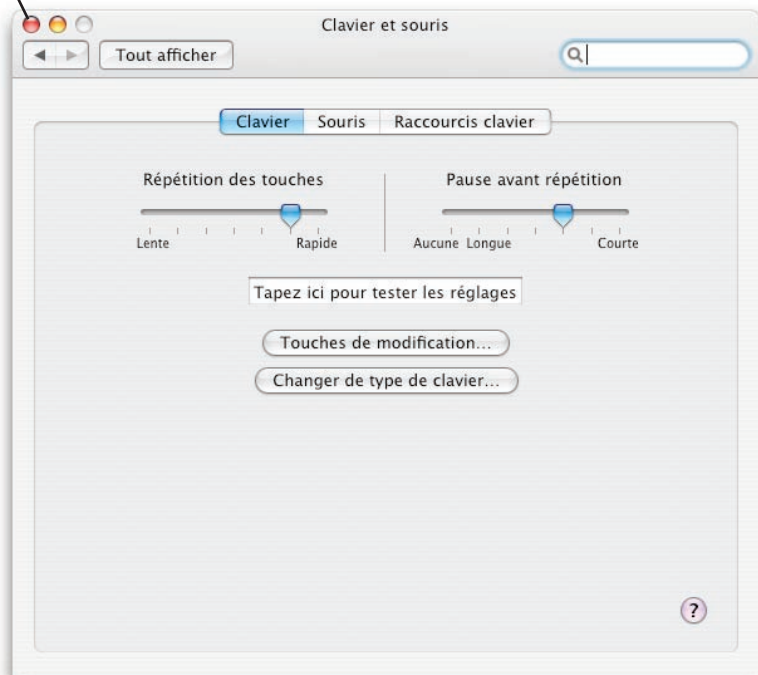 Clavier et souris
Tout afficher
Clavier Souris Raccourcis clavier
Répétition des touches Pause avant répétition
Lente Rapide Aucune Longue Courte
Tapez ici pour tester les réglages
Touches de modification...
Changer de type de clavier...
?